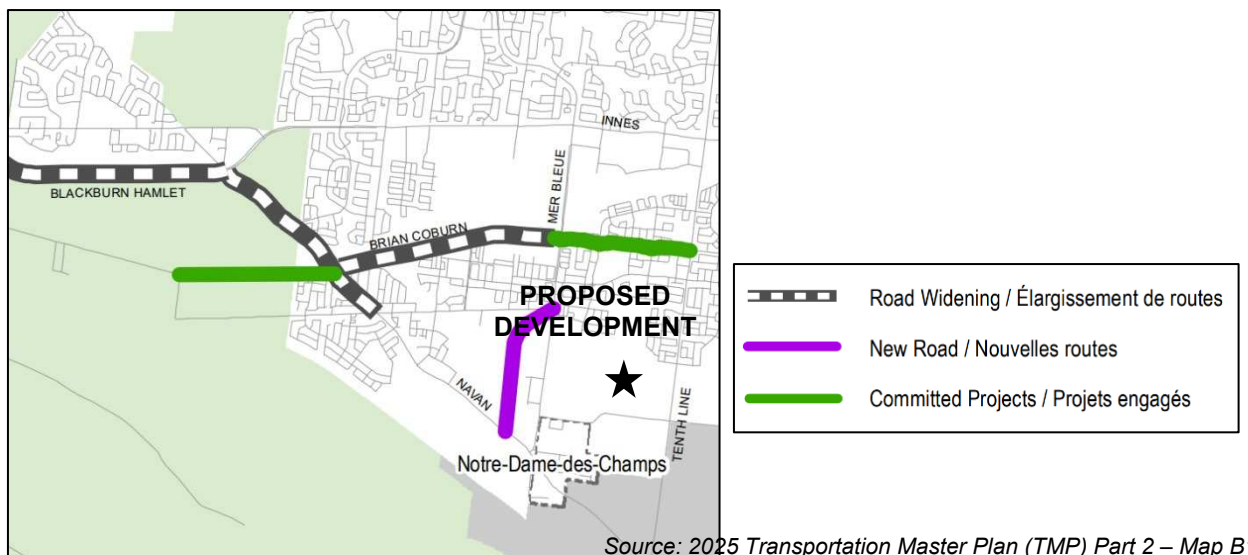 INNES
MER BLEUE
BLACKBURN HAMLET
BRIAN COBURN
PROPOSED
DEVELOPMENT
NAVAN
TENTH LINE
Notre-Dame-des-Champs
Road Widening / Élargissement de routes
New Road / Nouvelles routes
Committed Projects / Projets engagés
Source: 2025 Transportation Master Plan (TMP) Part 2 – Map B1